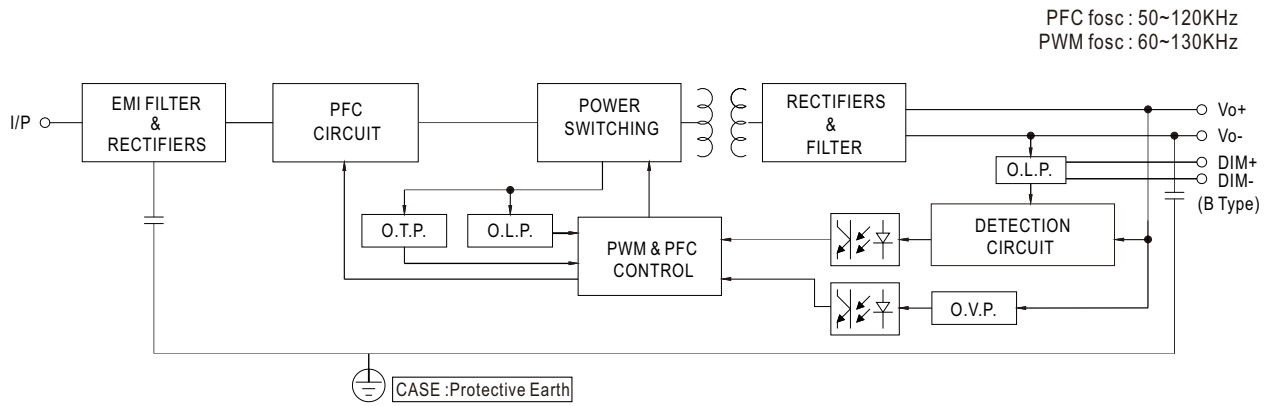 PFC fosc : 50~120KHz
PWM fosc : 60~130KHz
I/P
EMI FILTER
&
RECTIFIERS
PFC
CIRCUIT
POWER
SWITCHING
RECTIFIERS
&
FILTER
Vo+
Vo-
DIM+
DIM-
(B Type)
O.L.P.
O.T.P.
O.L.P.
PWM & PFC
CONTROL
DETECTION
CIRCUIT
O.V.P.
CASE :Protective Earth